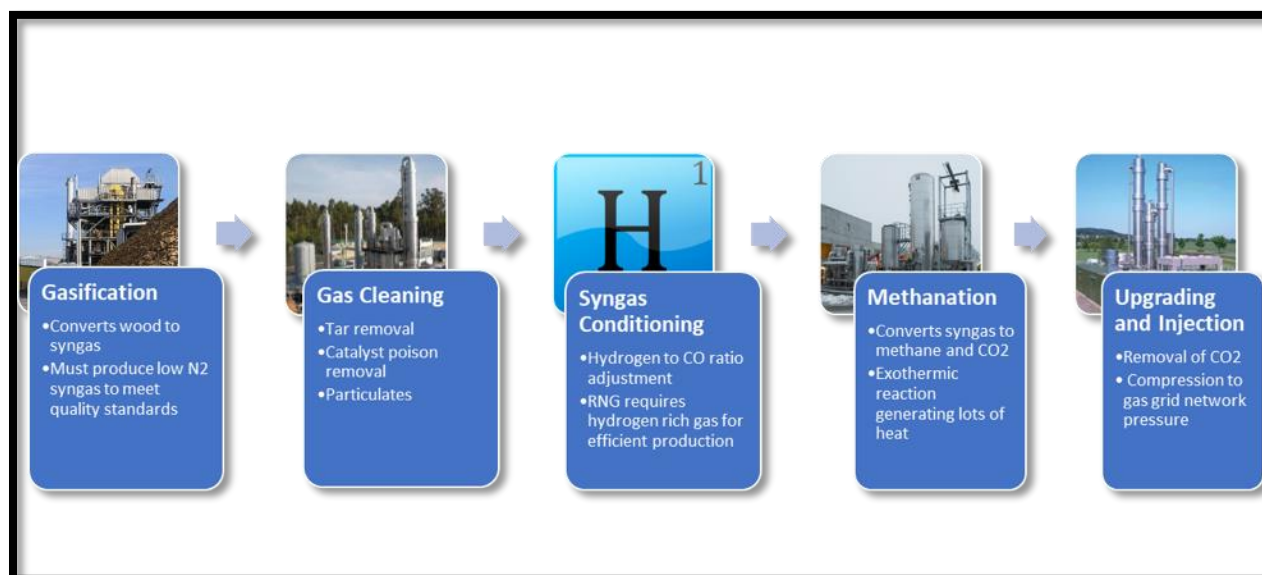 Gasification
•Converts wood to
syngas
•Must produce low N2
syngas to meet
quality standards
Gas Cleaning
•Tar removal
•Catalyst poison
removal
•Particulates
1
H
Syngas
Conditioning
•Hydrogen to CO ratio
adjustment
•RNG requires
hydrogen rich gas for
efficient production
Methanation
•Converts syngas to
methane and CO2
•Exothermic
reaction
generating lots of
heat
Upgrading
and Injection
•Removal of CO2
• Compression to
gas grid network
pressure